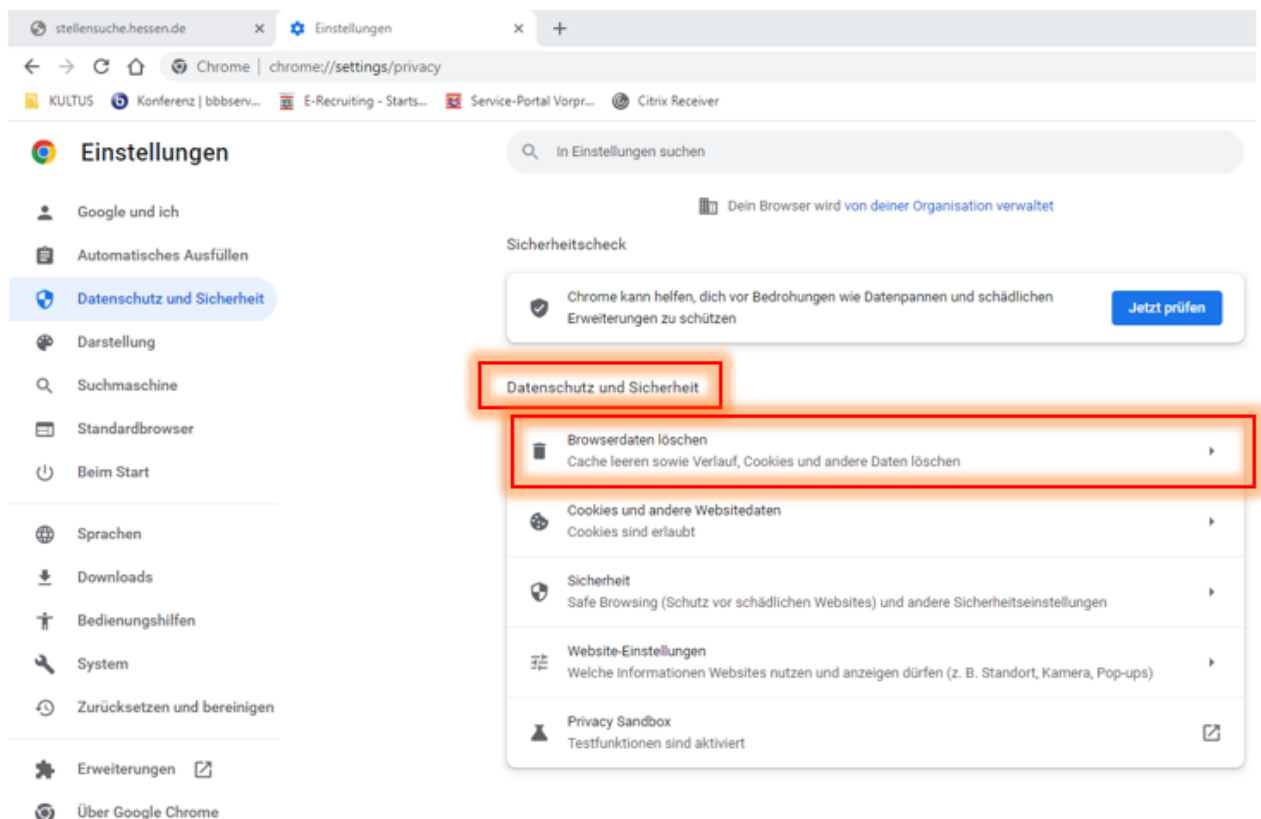 stellensuche.hessen.de
Einstellungen
Chrome | chrome://settings/privacy
KULTUS Konferenz | bbbserv... E-Recruiting - Starts... Service-Portal Vorpr... Citrix Receiver
Einstellungen
In Einstellungen suchen
Google und ich
Automatisches Ausfüllen
Datenschutz und Sicherheit
Darstellung
Suchmaschine
Standardbrowser
Beim Start
Sprachen
Downloads
Bedienungshilfen
System
Zurücksetzen und bereinigen
Erweiterungen
Über Google Chrome
Dein Browser wird von deiner Organisation verwaltet
Sicherheitscheck
Chrome kann helfen, dich vor Bedrohungen wie Datenpannen und schädlichen
Erweiterungen zu schützen
Jetzt prüfen
Datenschutz und Sicherheit
Browserdaten löschen
Cache leeren sowie Verlauf, Cookies und andere Daten löschen
Cookies und andere Websitedaten
Cookies sind erlaubt
Sicherheit
Safe Browsing (Schutz vor schädlichen Websites) und andere Sicherheitseinstellungen
Website-Einstellungen
Welche Informationen Websites nutzen und anzeigen dürfen (z. B. Standort, Kamera, Pop-ups)
Privacy Sandbox
Testfunktionen sind aktiviert